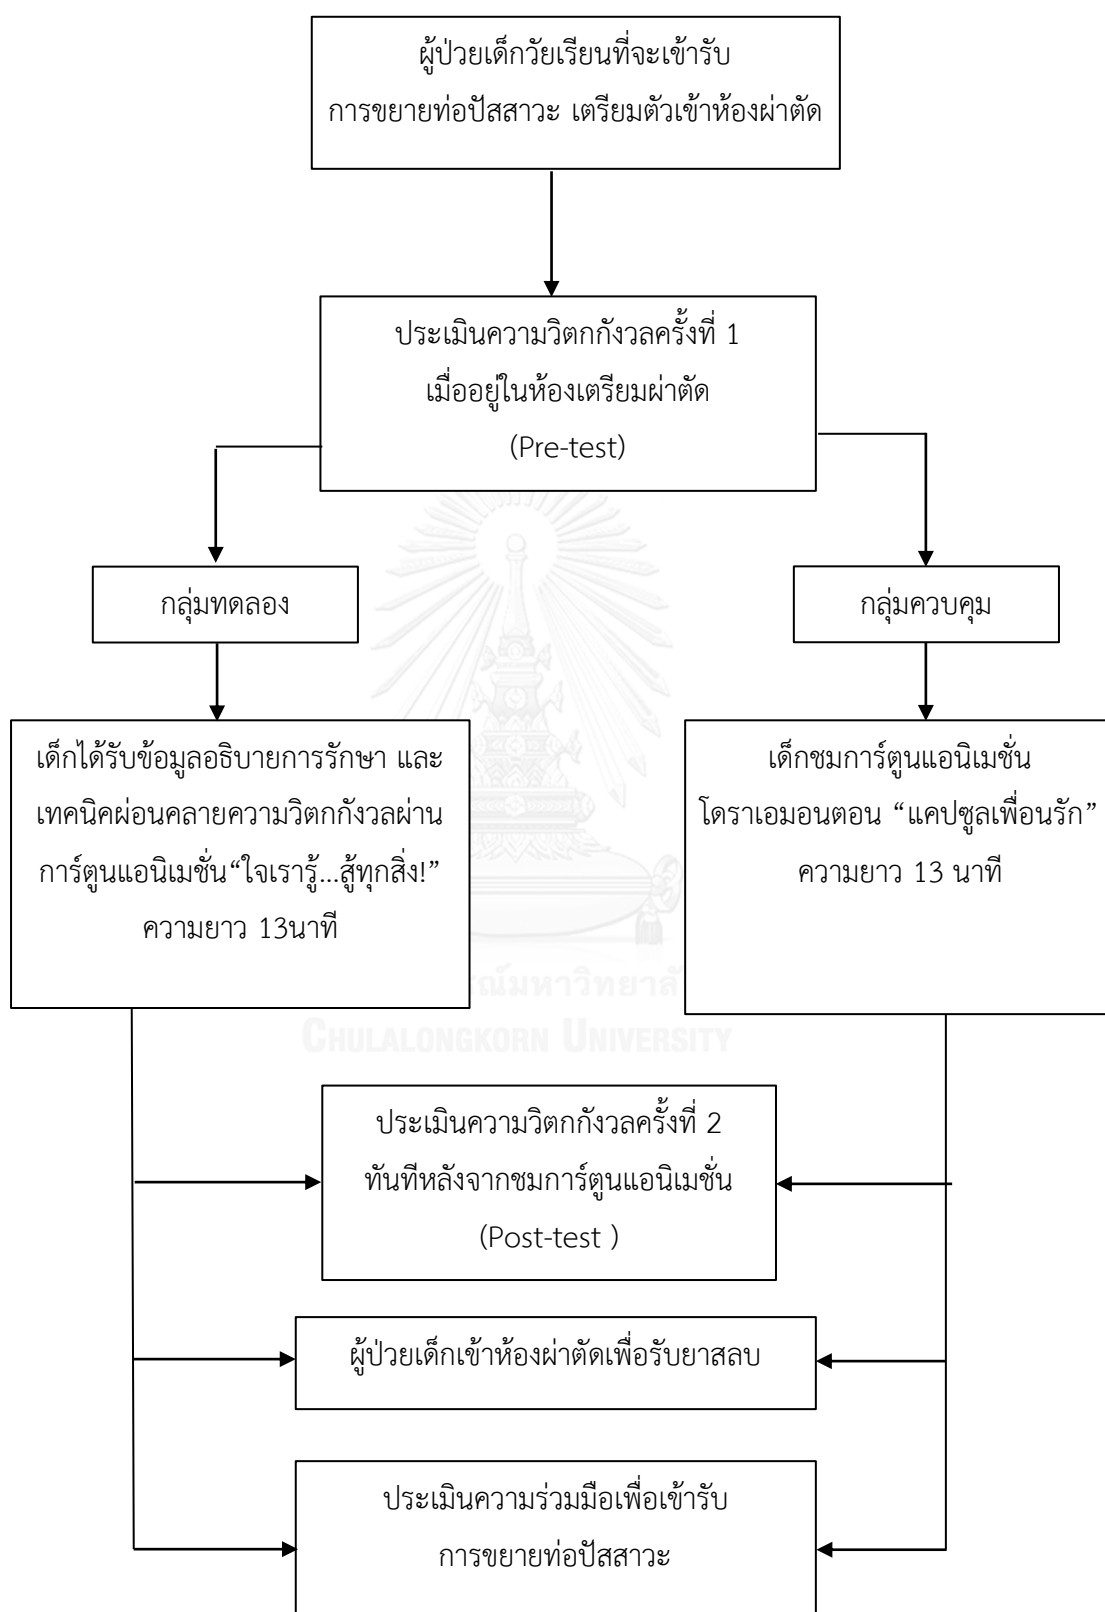 ผู้ป่วยเด็กวัยเรียนที่จะเข้ารับ
การขยายท่อปัสสาวะ เตรียมตัวเข้าห้องผ่าตัด
ประเมินความวิตกกังวลครั้งที่ 1
เมื่ออยู่ในห้องเตรียมผ่าตัด
(Pre-test)
กลุ่มทดลอง
กลุ่มควบคุม
เด็กได้รับข้อมูลอธิบายการรักษา และ
เทคนิคผ่อนคลายความวิตกกังวลผ่าน
การ์ตูนแอนิเมชั่น“ใจเรารู้...สู้ทุกสิ่ง!”
ความยาว 13นาที
เด็กชมการ์ตูนแอนิเมชั่น
โดราเอมอนตอน “แคปซูลเพื่อนรัก”
ความยาว 13 นาที
ณ์มหาวิทยาลั
CHULALONGKORN UNIVERSITY
ประเมินความวิตกกังวลครั้งที่ 2
ทันทีหลังจากชมการ์ตูนแอนิเมชั่น
(Post-test )
ผู้ป่วยเด็กเข้าห้องผ่าตัดเพื่อรับยาสลบ
ประเมินความร่วมมือเพื่อเข้ารับ
การขยายท่อปัสสาวะ